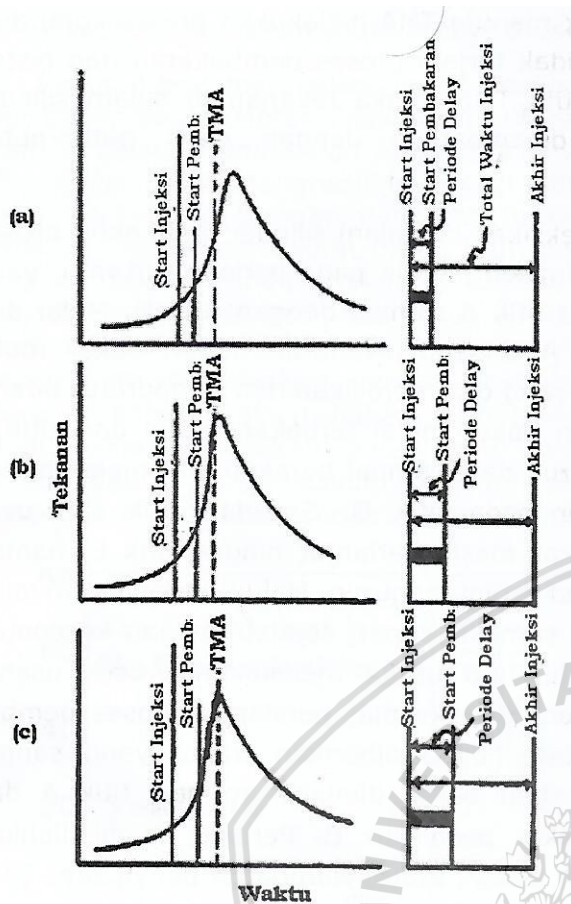 (a)
Start Injeksi
Start Pemb.
TMA
Start Injeksi
Start Pembakaran
Periode Delay
Total Waktu Injeksi
Akhir Injeksi
(b)
Tekanan
Start Injeksi
Start Pemb.
TMA
Start Injeksi
Start Pemb.
Periode Delay
Akhir Injeksi
(c)
Start Injeksi
Start Pemb.
TMA
Start Injeksi
Start Pemb.
Periode Delay
Akhir Injeksi
Waktu
NIVERSITA